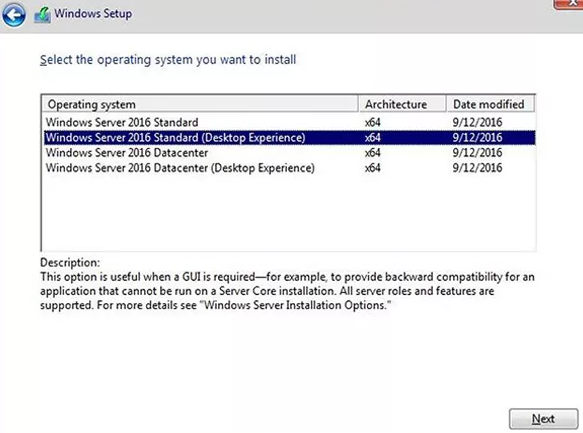 Windows Setup
Select the operating system you want to install
Operating system Architecture Date modified
Windows Server 2016 Standard x64 9/12/2016
Windows Server 2016 Standard (Desktop Experience) x64 9/12/2016
Windows Server 2016 Datacenter x64 9/12/2016
Windows Server 2016 Datacenter (Desktop Experience) x64 9/12/2016
Description:
This option is useful when a GUI is required—for example, to provide backward compatibility for an
application that cannot be run on a Server Core installation. All server roles and features are
supported. For more details see "Windows Server Installation Options."
Next